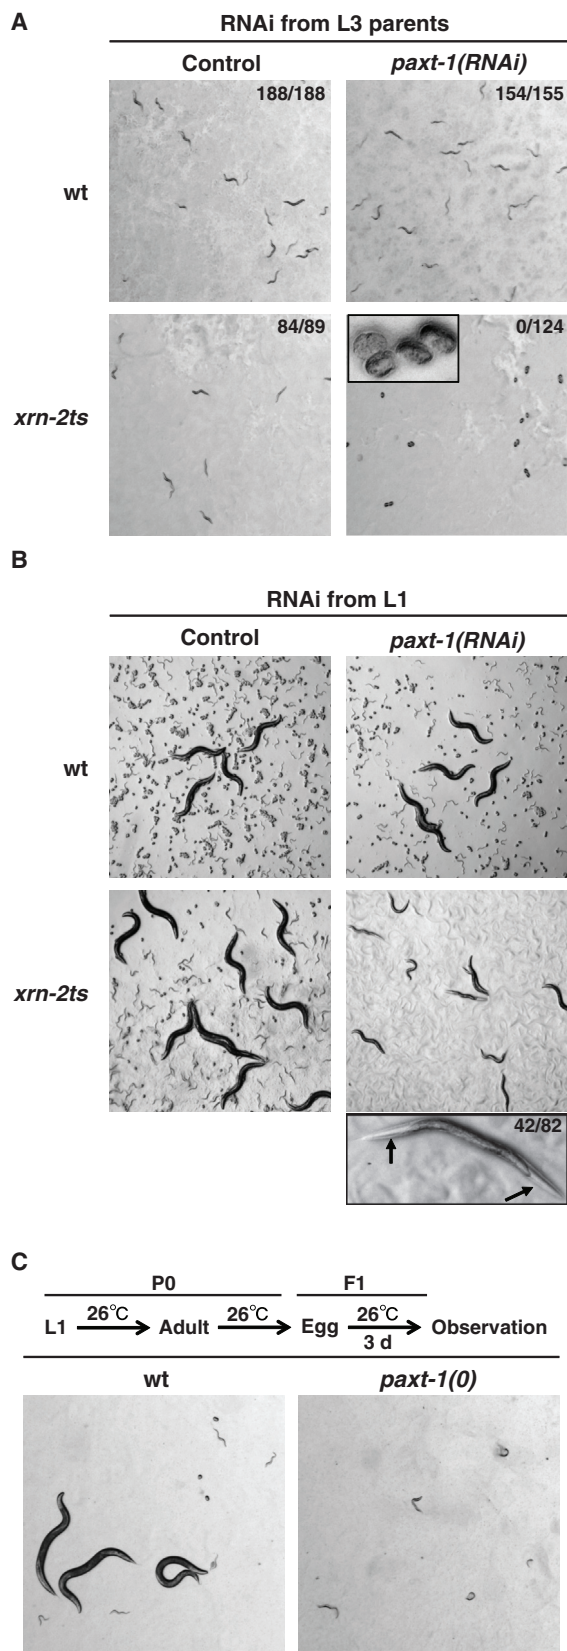 A
RNAi from L3 parents
Control paxt-1(RNAi)
wt 188/188 154/155
xrn-2ts 84/89 0/124
B
RNAi from L1
Control paxt-1(RNAi)
wt
xrn-2ts
42/82
C
P0 F1
26°C 26°C 26°C
L1 Adult Egg Observation
3 d
wt paxt-1(0)